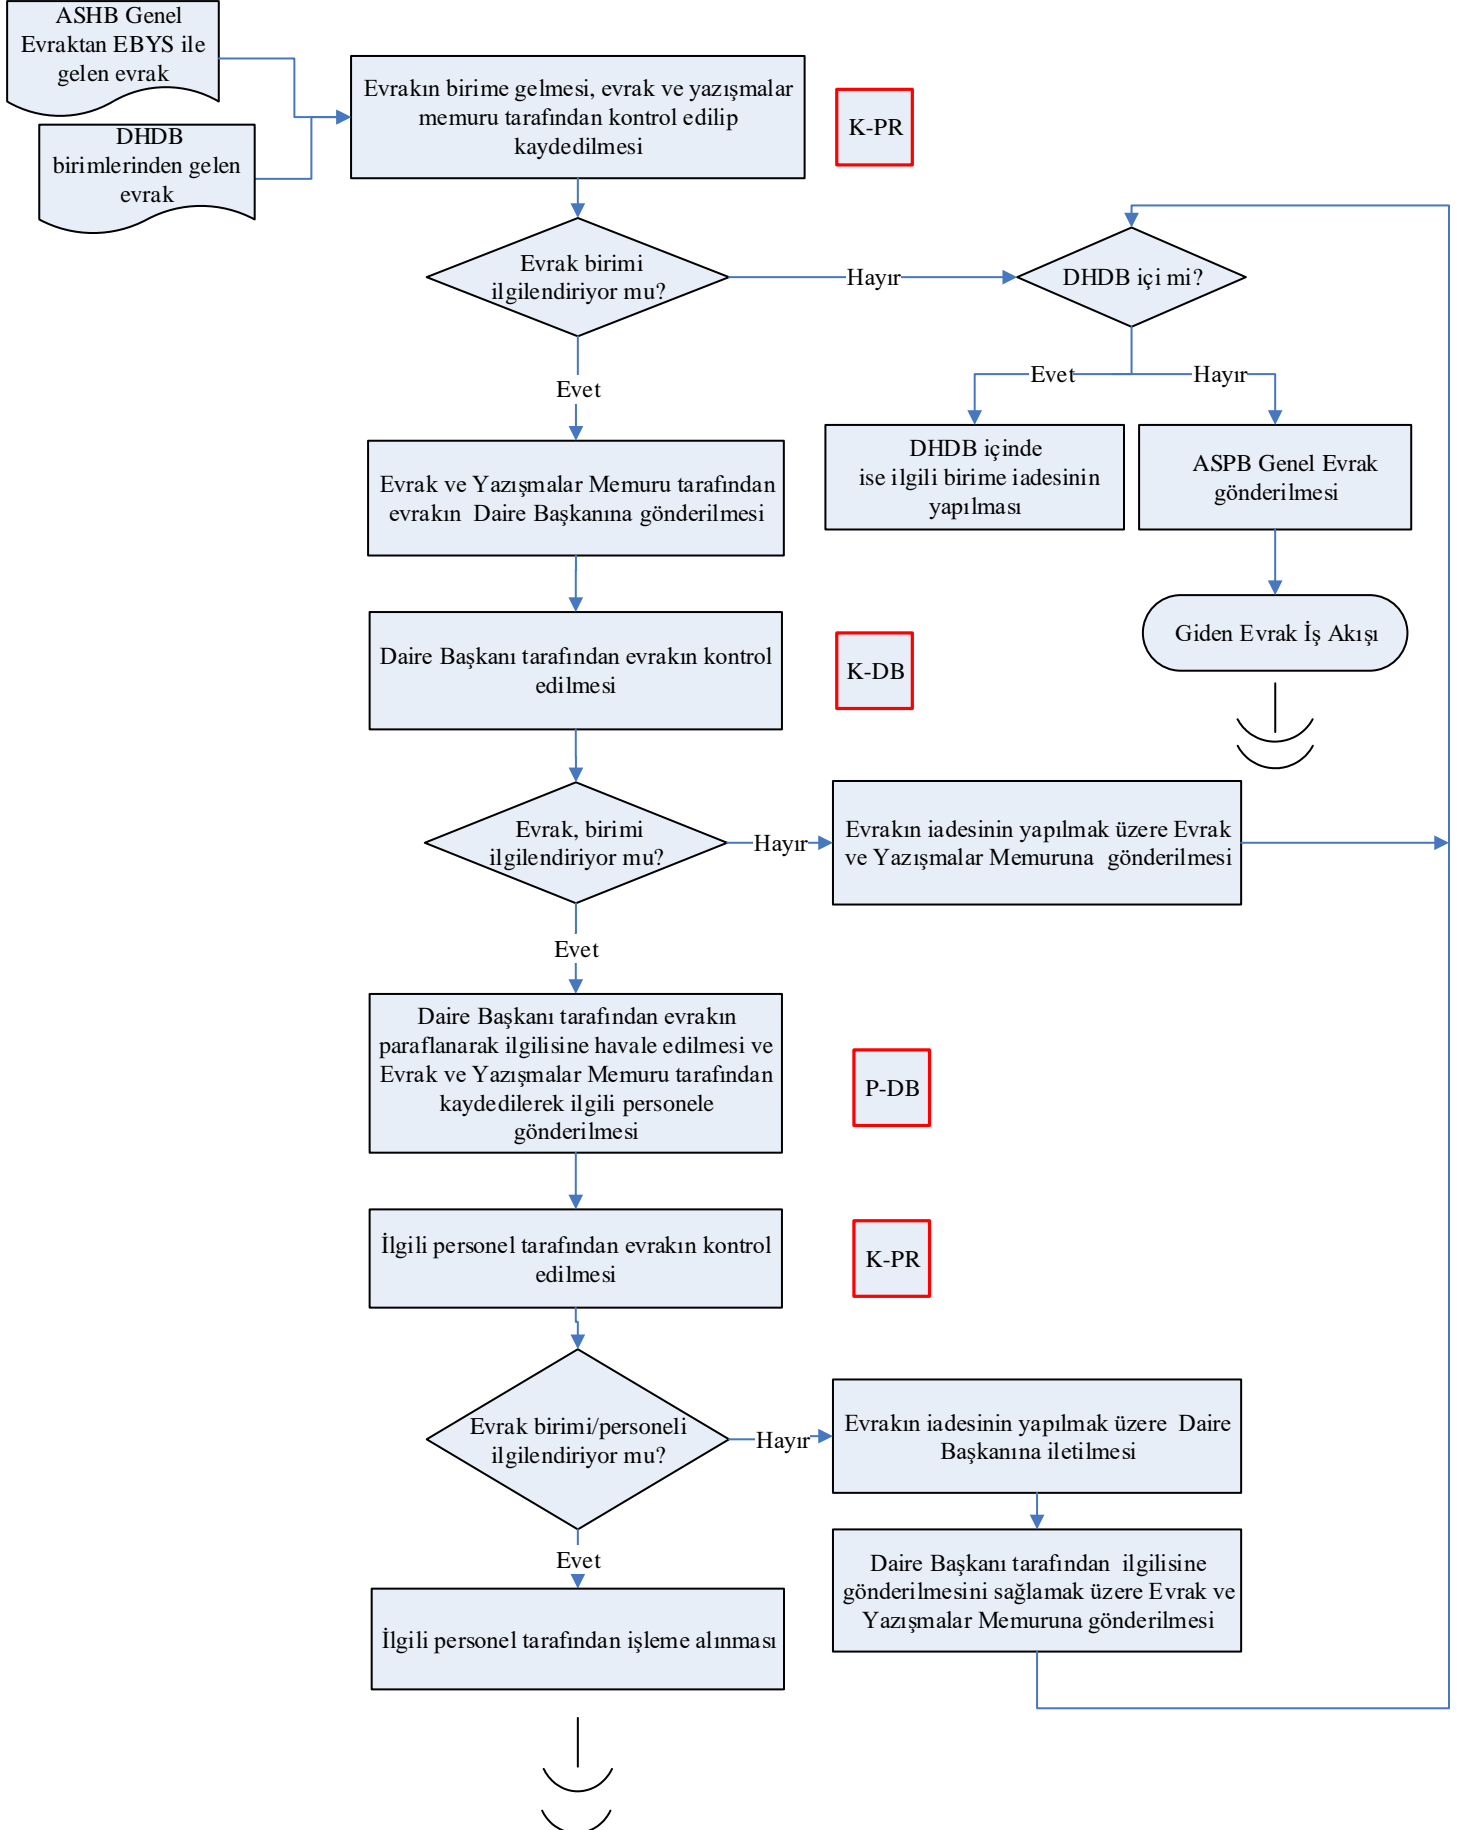 ASHB Genel
Evraktan EBYS ile
gelen evrak
DHDB
birimlerinden gelen
evrak
Evrakın birime gelmesi, evrak ve yazışmalar
memuru tarafından kontrol edilip
kaydedilmesi
K-PR
Evrak birimi
ilgilendiriyor mu?
Hayır
DHDB içi mi?
Evet
Evet
Hayır
Evrak ve Yazışmalar Memuru tarafından
evrakın Daire Başkanına gönderilmesi
DHDB içinde
ise ilgili birime iadesinin
yapılması
ASPB Genel Evrak
gönderilmesi
Daire Başkanı tarafından evrakın kontrol
edilmesi
K-DB
Giden Evrak İş Akışı
Evrak, birimi
ilgilendiriyor mu?
Hayır
Evrakın iadesinin yapılmak üzere Evrak
ve Yazışmalar Memuruna gönderilmesi
Evet
Daire Başkanı tarafından evrakın
paraflanarak ilgilisine havale edilmesi ve
Evrak ve Yazışmalar Memuru tarafından
kaydedilerek ilgili personele
gönderilmesi
P-DB
İlgili personel tarafından evrakın kontrol
edilmesi
K-PR
Evrak birimi/personeli
ilgilendiriyor mu?
Hayır
Evrakın iadesinin yapılmak üzere Daire
Başkanına iletilmesi
Evet
Daire Başkanı tarafından ilgilisine
gönderilmesini sağlamak üzere Evrak ve
Yazışmalar Memuruna gönderilmesi
İlgili personel tarafından işleme alınması